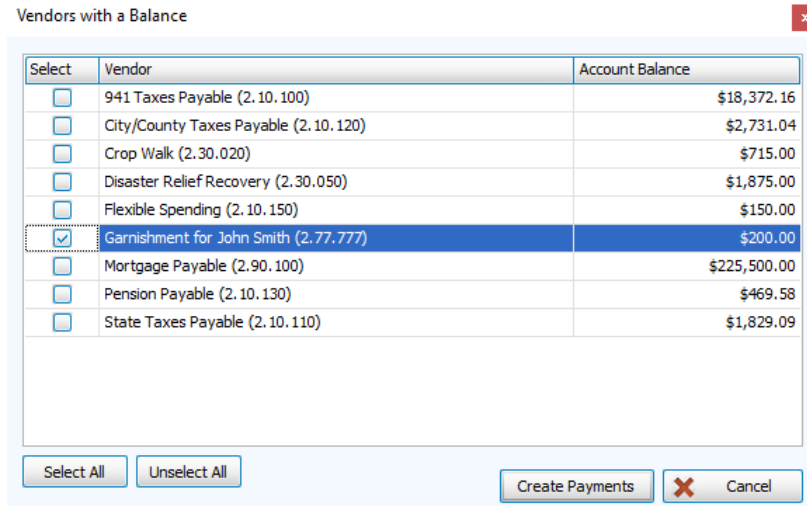 Vendors with a Balance
Select Vendor Account Balance
941 Taxes Payable (2.10.100) $18,372.16
City/County Taxes Payable (2.10.120) $2,731.04
Crop Walk (2.30.020) $715.00
Disaster Relief Recovery (2.30.050) $1,875.00
Flexible Spending (2.10.150) $150.00
Garnishment for John Smith (2.77.777) $200.00
Mortgage Payable (2.90.100) $225,500.00
Pension Payable (2.10.130) $469.58
State Taxes Payable (2.10.110) $1,829.09
Select All Unselect All
Create Payments Cancel